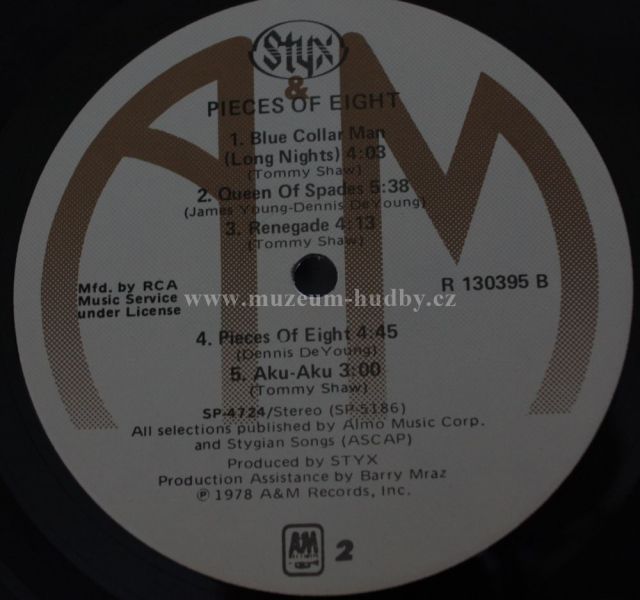 Styx
&
PIECES OF EIGHT
1. Blue Collar Man
(Long Nights) 4:03
(Tommy Shaw)
2. Queen Of Spades 5:38
(James Young-Dennis DeYoung)
3. Renegade 4:13
(Tommy Shaw)
Mfd. by RCA
Music Service
under License
R 130395 B
www.muzeum-hudby.cz
4. Pieces Of Eight 4:45
(Dennis DeYoung)
5. Aku-Aku 3:00
(Tommy Shaw)
SP-4724/Stereo (SP-5186)
All selections published by Almo Music Corp.
and Stygian Songs (ASCAP)
Produced by STYX
Production Assistance by Barry Mraz
℗ 1978 A&M Records, Inc.
A&M
2